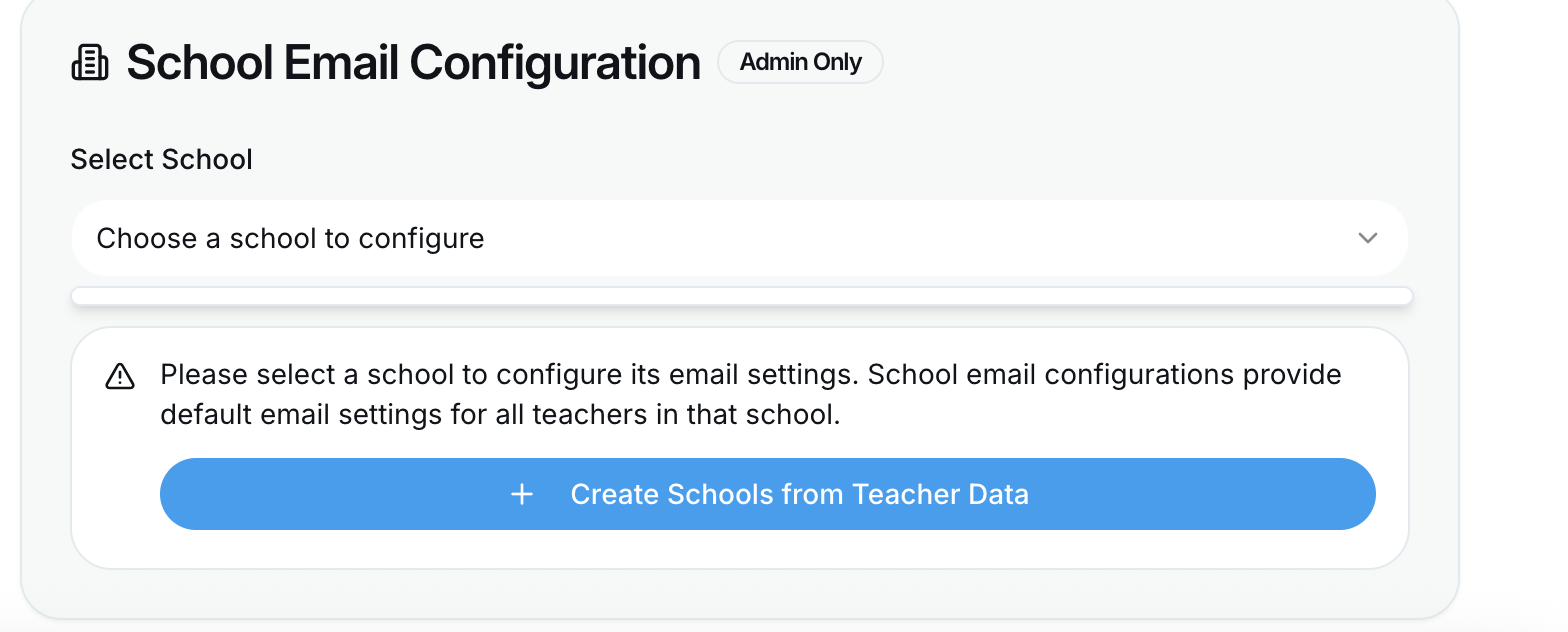 School Email Configuration
Admin Only
Select School
Choose a school to configure
Please select a school to configure its email settings. School email configurations provide
default email settings for all teachers in that school.
Create Schools from Teacher Data